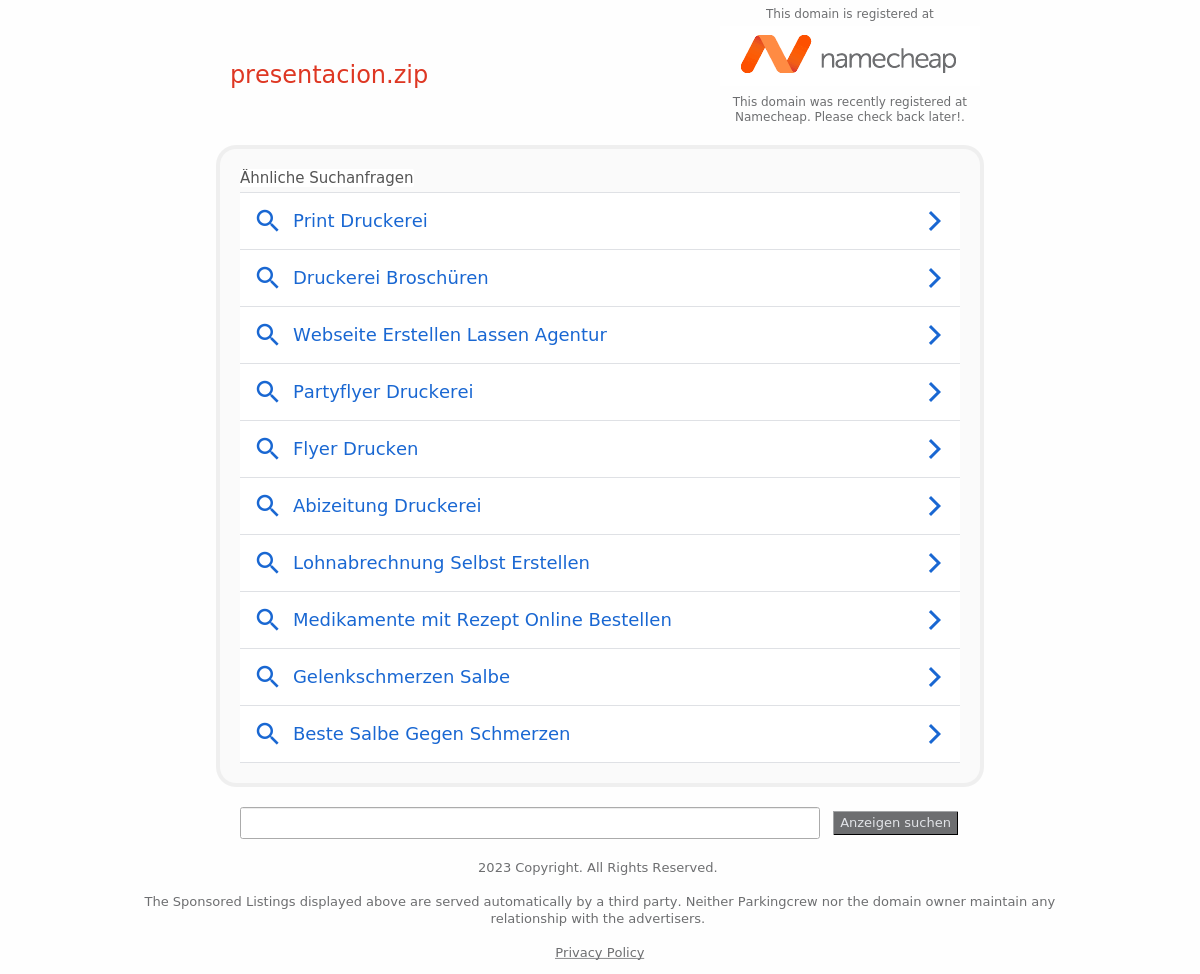 This domain is registered at
namecheap
presentacion.zip
This domain was recently registered at
Namecheap. Please check back later!.
Ähnliche Suchanfragen
Print Druckerei
Druckerei Broschüren
Webseite Erstellen Lassen Agentur
Partyflyer Druckerei
Flyer Drucken
Abizeitung Druckerei
Lohnabrechnung Selbst Erstellen
Medikamente mit Rezept Online Bestellen
Gelenkschmerzen Salbe
Beste Salbe Gegen Schmerzen
Anzeigen suchen
2023 Copyright. All Rights Reserved.
The Sponsored Listings displayed above are served automatically by a third party. Neither Parkingcrew nor the domain owner maintain any
relationship with the advertisers.
Privacy Policy